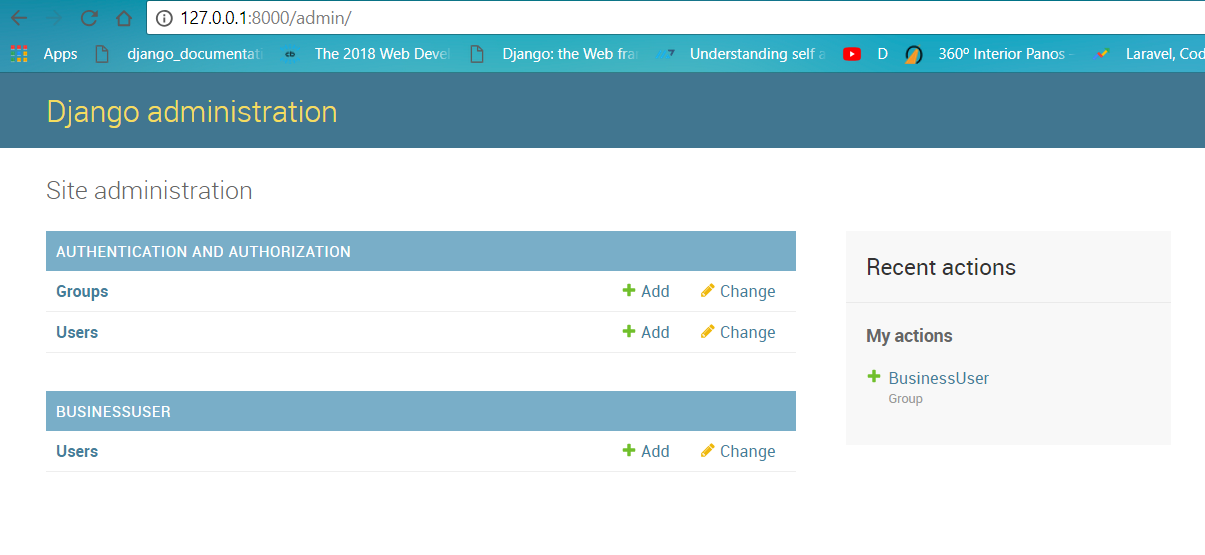 127.0.0.1:8000/admin/
Apps django_documentati The 2018 Web Devel Django: the Web fra Understanding self a D 360º Interior Panos - Laravel, Cod
Django administration
Site administration
AUTHENTICATION AND AUTHORIZATION
Groups Add Change
Users Add Change
BUSINESSUSER
Users Add Change
Recent actions
My actions
BusinessUser
Group